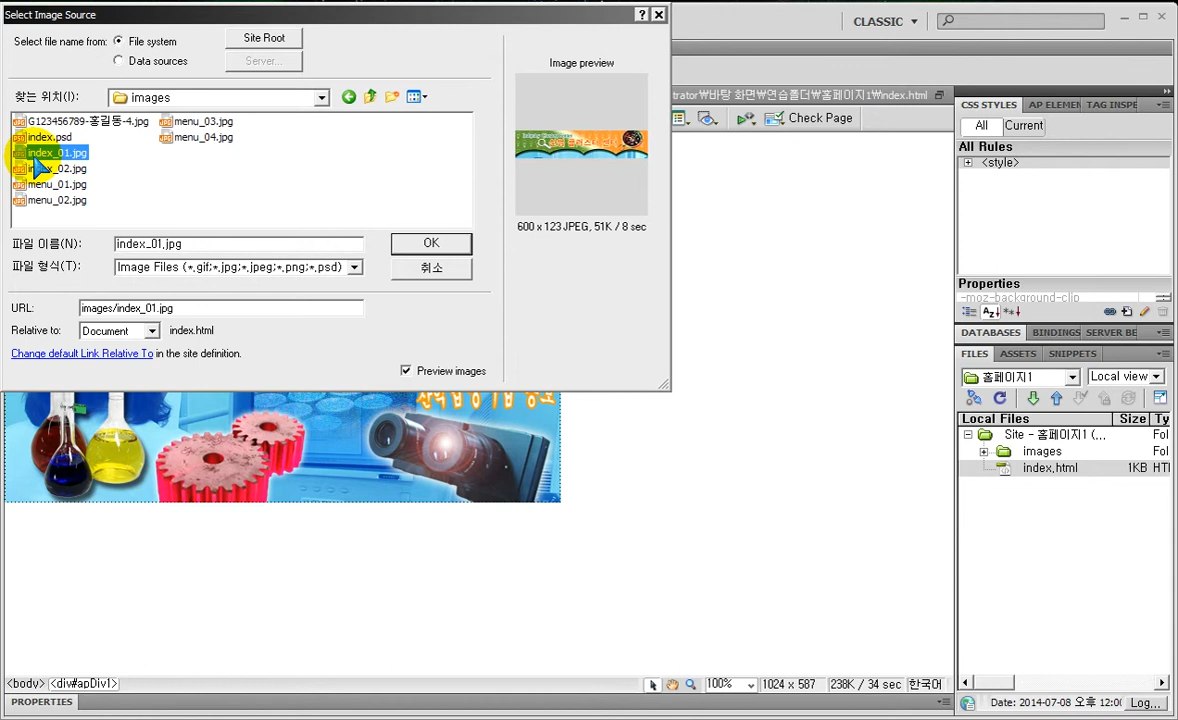 Select Image Source
CLASSIC
Select file name from:
File system
Site Root
Data sources
Server...
Image preview
찾는 위치(I):
images
G123456789-홍길동-4.jpg
index.psd
index_01.jpg
index_02.jpg
menu_01.jpg
menu_02.jpg
menu_03.jpg
menu_04.jpg
600 x 123 JPEG, 51K / 8 sec
파일 이름(N):
index_01.jpg
OK
파일 형식(T):
Image Files (*.gif;*.jpg;*.jpeg;*.png;*.psd)
취소
URL:
images/index_01.jpg
Relative to:
Document
index.html
Change default Link Relative To in the site definition.
Preview images
trator₩바탕 화면₩연습폴더₩홈페이지1₩index.html
Check Page
CSS STYLES
AP ELEMEN
TAG INSPE
All
Current
All Rules
<style>
Properties
-moz-background-clip
DATABASES
BINDINGS
SERVER BE
FILES
ASSETS
SNIPPETS
홈페이지1
Local view
Local Files
Size
Ty
Site - 홈페이지1 (...
Fol
images
Fol
index.html
1KB
HT
<body>
<div#apDiv1>
100%
1024 x 587
238K / 34 sec
한국어
PROPERTIES
Date: 2014-07-08 오후 12:00
Log...